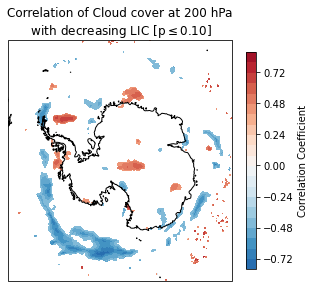 Correlation of Cloud cover at 200 hPa
with decreasing LIC [p ≤ 0.10]
0.72
0.48
0.24
0.00
−0.24
−0.48
−0.72
Correlation Coefficient